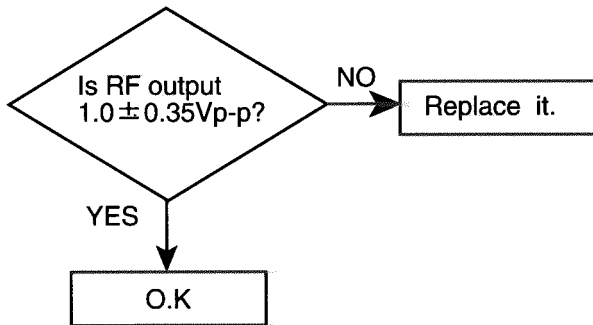 Is RF output
1.0±0.35Vp-p?
NO
Replace it.
YES
O.K